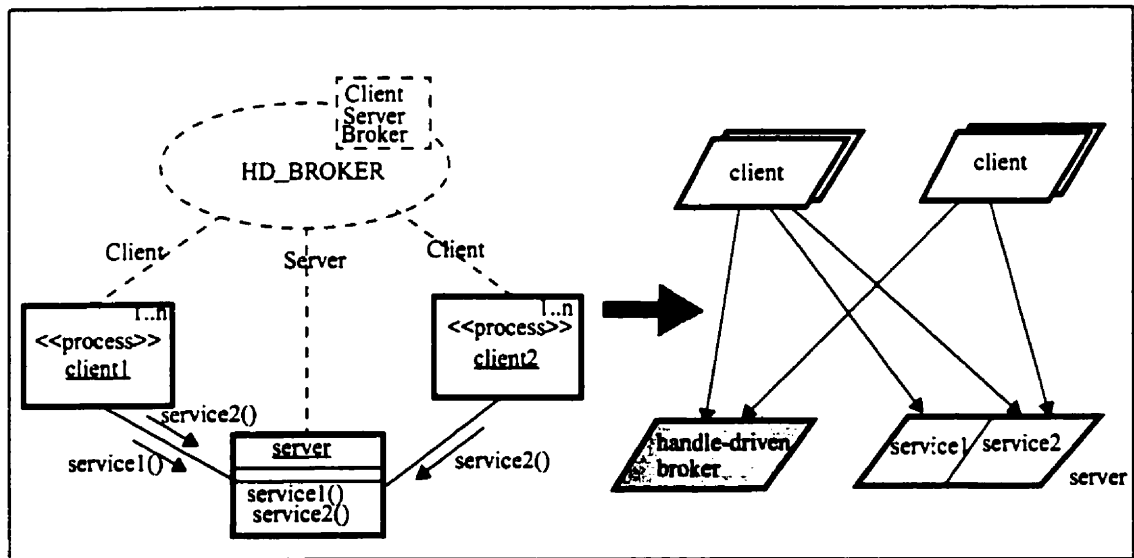 Client
Server
Broker
HD_BROKER
Client
Server
Client
1..n
<<process>>
client1
1..n
<<process>>
client2
service2()
service1()
service2()
server
service1()
service2()
client
client
handle-driven
broker
service1
service2
server